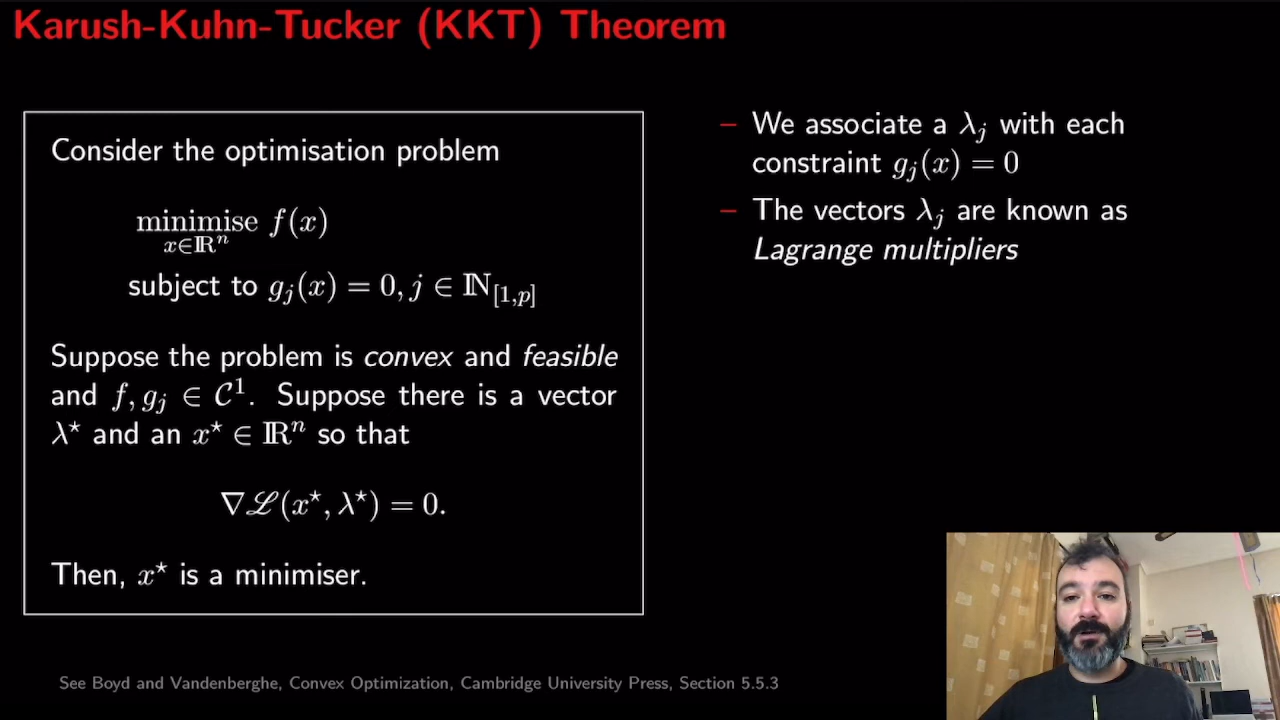 Karush-Kuhn-Tucker (KKT) Theorem
Consider the optimisation problem
minimise f(x)
x∈ℝⁿ
subject to gⱼ(x) = 0, j ∈ ℕ_[1,p]
Suppose the problem is convex and feasible
and f, gⱼ ∈ 𝒞¹. Suppose there is a vector
λ⋆ and an x⋆ ∈ ℝⁿ so that
∇ℒ(x⋆, λ⋆) = 0.
Then, x⋆ is a minimiser.
– We associate a λⱼ with each
constraint gⱼ(x) = 0
– The vectors λⱼ are known as
Lagrange multipliers
See Boyd and Vandenberghe, Convex Optimization, Cambridge University Press, Section 5.5.3